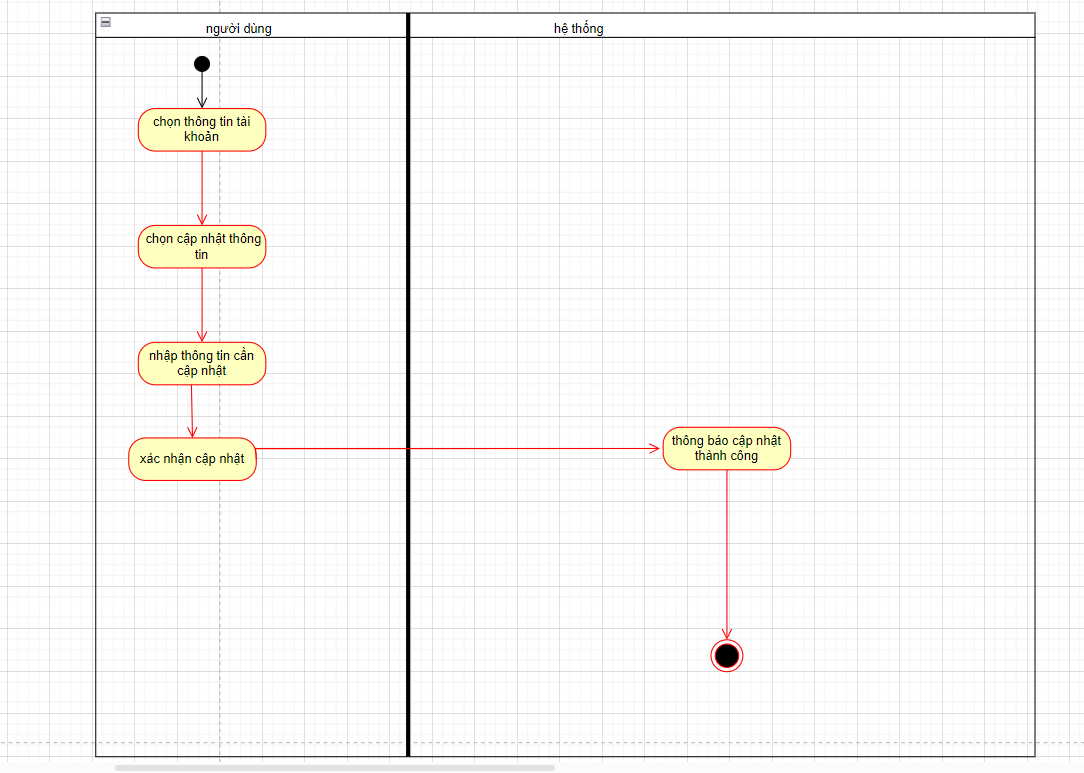 người dùng
hệ thống
chọn thông tin tài
khoản
chọn cập nhật thông
tin
nhập thông tin cần
cập nhật
xác nhận cập nhật
thông báo cập nhật
thành công